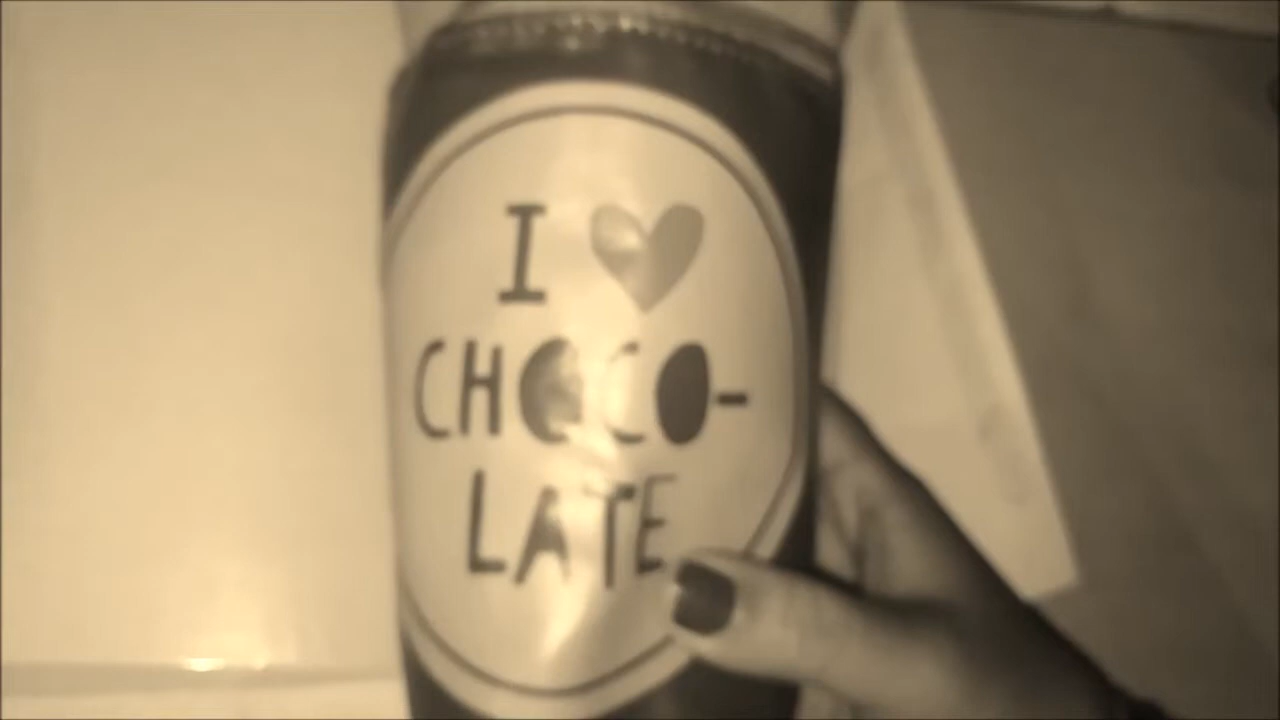 I ♥
CHOCO-
LATE